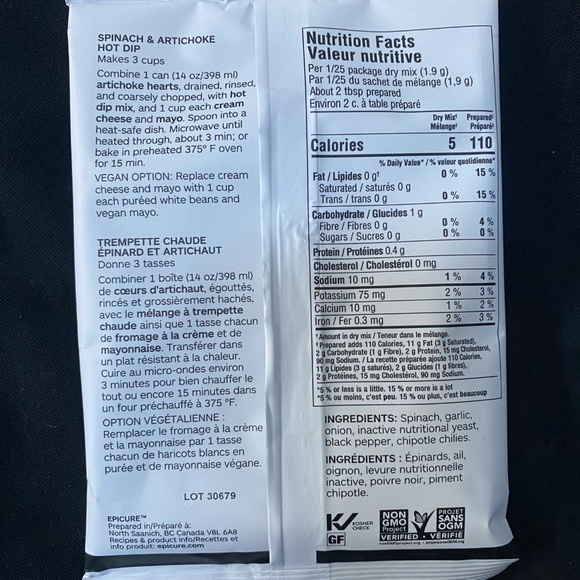 SPINACH & ARTICHOKE
HOT DIP
Makes 3 cups
Combine 1 can (14 oz/398 ml)
artichoke hearts, drained, rinsed,
and coarsely chopped, with hot
dip mix, and 1 cup each cream
cheese and mayo. Spoon into a
heat-safe dish. Microwave until
heated through, about 3 min; or
bake in preheated 375° F oven
for 15 min.
VEGAN OPTION: Replace cream
cheese and mayo with 1 cup
each puréed white beans and
vegan mayo.
TREMPETTE CHAUDE
ÉPINARD ET ARTICHAUT
Donne 3 tasses
Combiner 1 boîte (14 oz/398 ml)
de cœurs d'artichaut, égouttés,
rincés et grossièrement hachés,
avec le mélange à trempette
chaude ainsi que 1 tasse chacun
de fromage à la crème et de
mayonnaise. Transférer dans
un plat résistant à la chaleur.
Cuire au micro-ondes environ
3 minutes pour bien chauffer le
tout ou encore 15 minutes dans
un four préchauffé à 375 °F.
OPTION VÉGÉTALIENNE :
Remplacer le fromage à la crème
et la mayonnaise par 1 tasse
chacun de haricots blancs en
purée et de mayonnaise végane.
LOT 30679
EPICURE™
Prepared in/Préparé à:
North Saanich, BC Canada V8L 6A8
Recipes & product info/Recettes et
info produit: epicure.com
Nutrition Facts
Valeur nutritive
Per 1/25 package dry mix (1.9 g)
Par 1/25 du sachet de mélange (1,9 g)
About 2 tbsp prepared
Environ 2 c. à table préparé
Dry Mix† Prepared‡
Mélange† Préparé‡
Calories 5 110
% Daily Value* / % valeur quotidienne*
Fat / Lipides 0 g† 0 % 15 %
Saturated / saturés 0 g
Trans / trans 0 g 0 % 15 %
Carbohydrate / Glucides 1 g
Fibre / Fibres 0 g 0 % 4 %
Sugars / Sucres 0 g 0 % 0 %
Protein / Protéines 0.4 g
Cholesterol / Cholestérol 0 mg
Sodium 10 mg 1 % 4 %
Potassium 75 mg 2 % 3 %
Calcium 10 mg 1 % 2 %
Iron / Fer 0.3 mg 2 % 3 %
†Amount in dry mix / Teneur dans le mélange.
‡Prepared adds 110 Calories, 11 g Fat (3 g Saturated),
2 g Carbohydrate (1 g Fibre), 2 g Protein, 15 mg Cholesterol,
90 mg Sodium. / La recette préparée ajoute 110 Calories,
11 g Lipides (3 g saturés), 2 g Glucides (1 g fibres),
2 g Protéines, 15 mg Cholestérol, 90 mg Sodium.
*5 % or less is a little. 15 % or more is a lot
*5 % ou moins, c'est peu. 15 % ou plus, c'est beaucoup
INGREDIENTS: Spinach, garlic,
onion, inactive nutritional yeast,
black pepper, chipotle chilies.
INGRÉDIENTS : Épinards, ail,
oignon, levure nutritionnelle
inactive, poivre noir, piment
chipotle.
KOSHER
CHECK
GF
NON
GMO
Project
VERIFIED
nonGMOproject.org
PROJET
SANS
OGM
VÉRIFIÉ
projetsansOGM.org